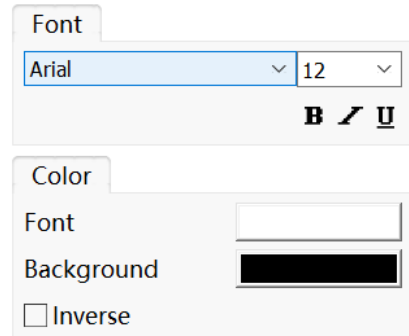 Font
Arial 12
B I U
Color
Font
Background
Inverse